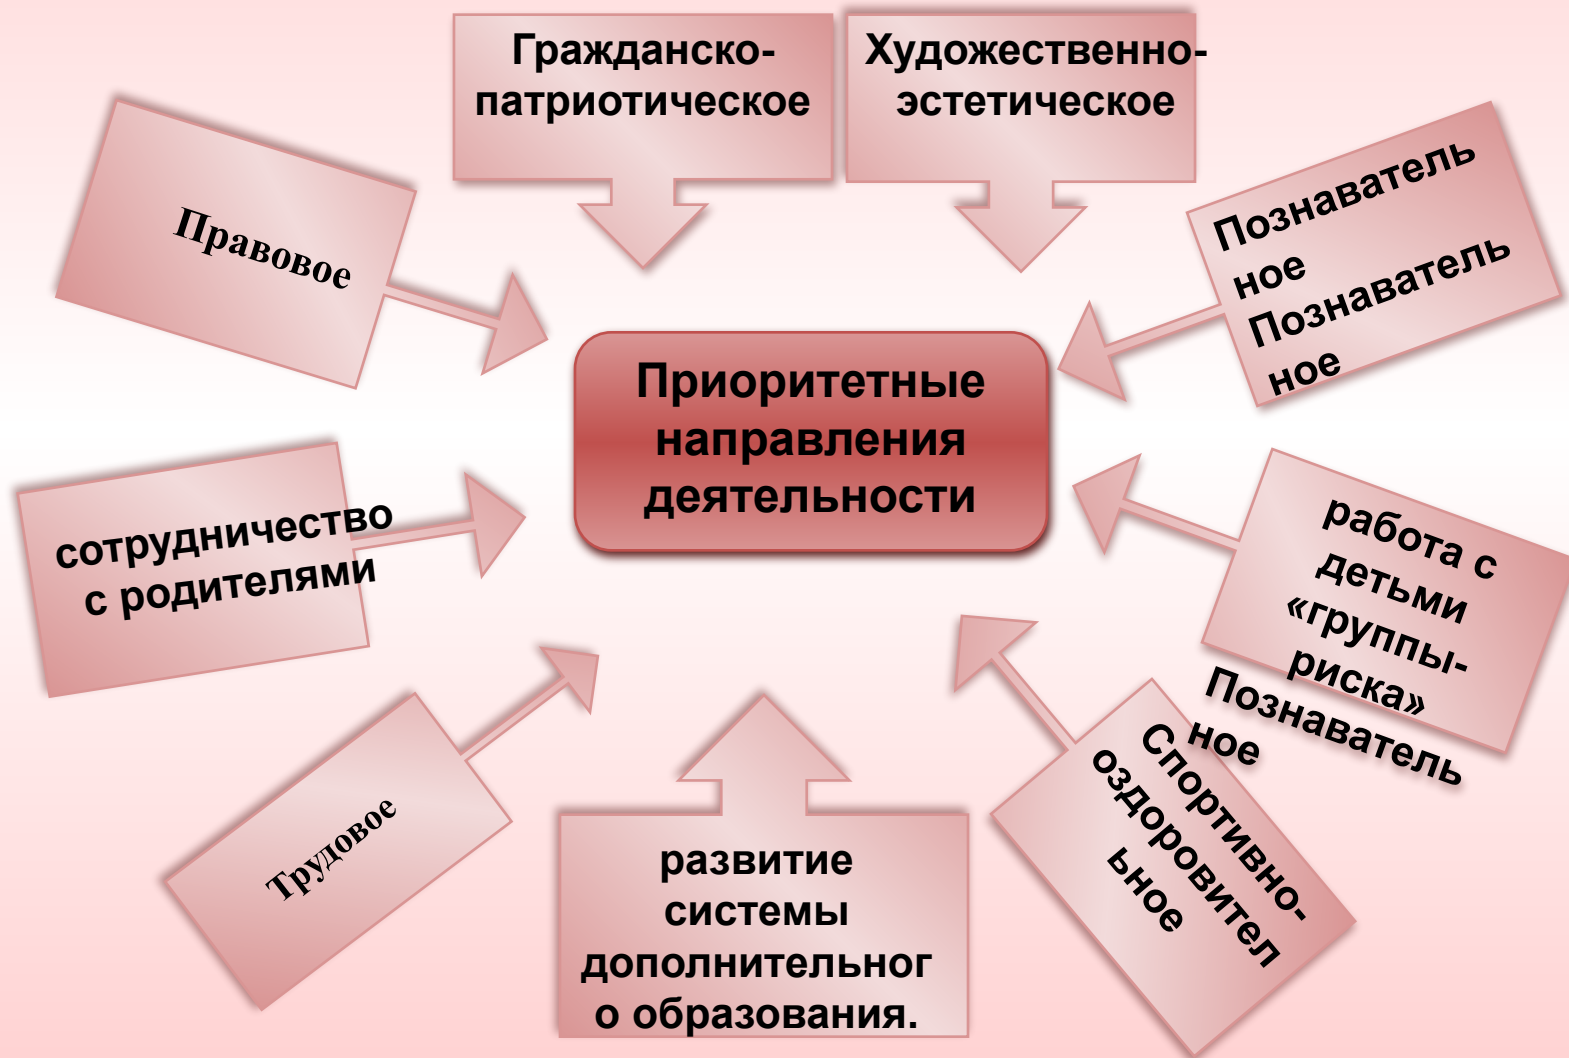 Гражданско-
патриотическое
Художественно-
эстетическое
Правовое
Познаватель
ное
Познаватель
ное
Приоритетные
направления
деятельности
сотрудничество
с родителями
работа с
детьми
«группы-
риска»
Познаватель
ное
Трудовое
развитие
системы
дополнительног
о образования.
Спортивно-
оздоровител
ьное